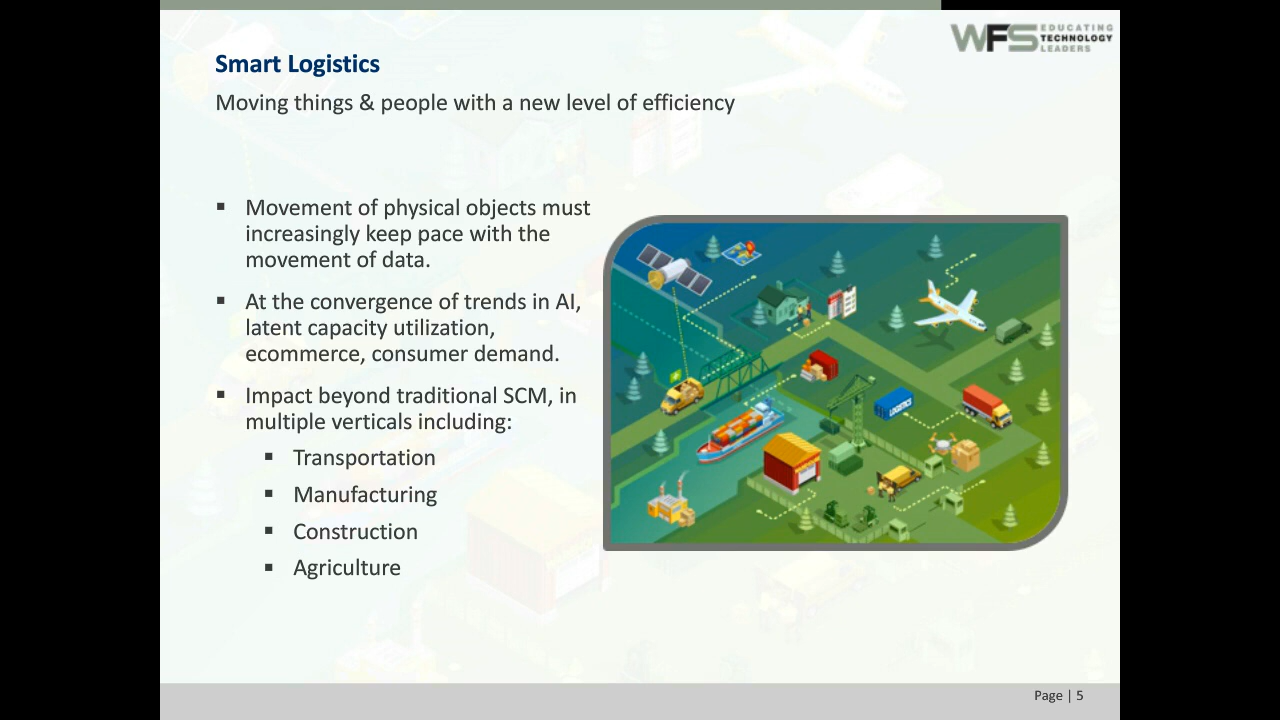 WFS EDUCATING
TECHNOLOGY
LEADERS
Smart Logistics
Moving things & people with a new level of efficiency
▪ Movement of physical objects must
increasingly keep pace with the
movement of data.
▪ At the convergence of trends in AI,
latent capacity utilization,
ecommerce, consumer demand.
▪ Impact beyond traditional SCM, in
multiple verticals including:
▪ Transportation
▪ Manufacturing
▪ Construction
▪ Agriculture
LOGISTICS
Page | 5